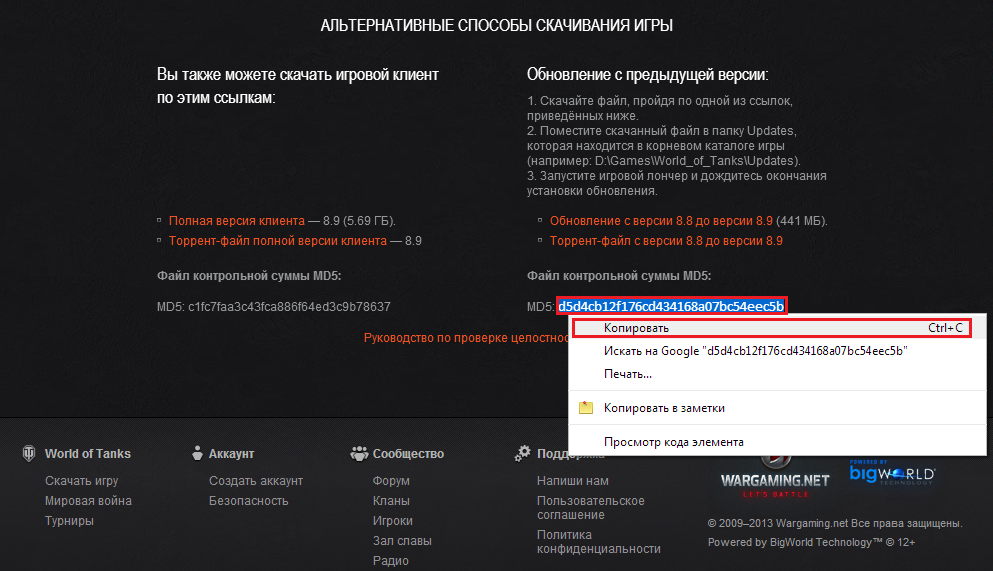 АЛЬТЕРНАТИВНЫЕ СПОСОБЫ СКАЧИВАНИЯ ИГРЫ
Вы также можете скачать игровой клиент
по этим ссылкам:
Полная версия клиента — 8.9 (5.69 ГБ).
Торрент-файл полной версии клиента — 8.9
Файл контрольной суммы MD5:
MD5: c1fc7faa3c43fca886f64ed3c9b78637
Обновление с предыдущей версии:
1. Скачайте файл, пройдя по одной из ссылок,
приведённых ниже.
2. Поместите скачанный файл в папку Updates,
которая находится в корневом каталоге игры
(например: D:\Games\World_of_Tanks\Updates).
3. Запустите игровой лончер и дождитесь окончания
установки обновления.
Обновление с версии 8.8 до версии 8.9 (441 МБ).
Торрент-файл с версии 8.8 до версии 8.9
Файл контрольной суммы MD5:
MD5: d5d4cb12f176cd434168a07bc54eec5b
Руководство по проверке
Копировать Ctrl+C
Искать на Google "d5d4cb12f176cd434168a07bc54eec5b"
Печать...
Копировать в заметки
Просмотр кода элемента
World of Tanks
Скачать игру
Мировая война
Турниры
Аккаунт
Создать аккаунт
Безопасность
Сообщество
Форум
Кланы
Игроки
Зал славы
Радио
Поддержка
Напиши нам
Пользовательское
соглашение
Политика
конфиденциальности
WARGAMING.NET
LET'S BATTLE
POWERED BY
bigWORLD
TECHNOLOGY
© 2009–2013 Wargaming.net Все права защищены.
Powered by BigWorld Technology™ © 12+